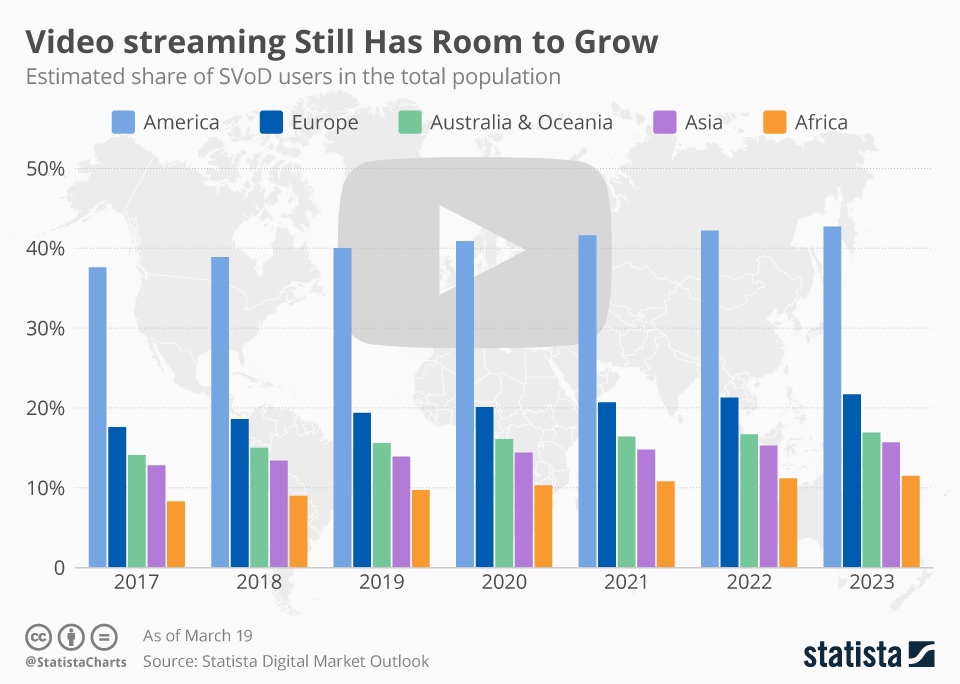 Video streaming Still Has Room to Grow
Estimated share of SVoD users in the total population
America Europe Australia & Oceania Asia Africa
50%
40%
30%
20%
10%
0
2017 2018 2019 2020 2021 2022 2023
cc
As of March 19
@StatistaCharts Source: Statista Digital Market Outlook
statista